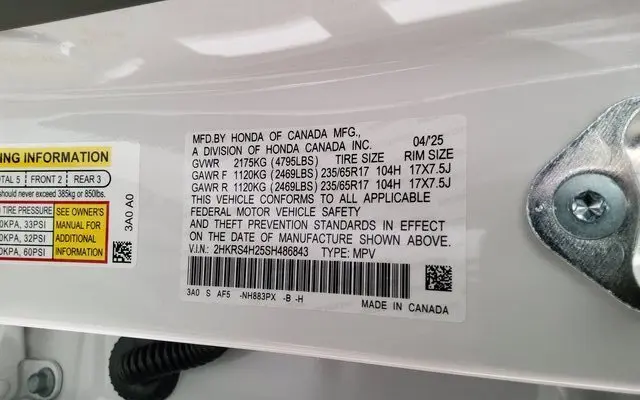 NG INFORMATION
TOTAL 5 FRONT 2 REAR 3
should never exceed 385kg or 850lbs.
TIRE PRESSURE
SEE OWNER'S
MANUAL FOR
ADDITIONAL
INFORMATION
0KPA, 33PSI
0KPA, 32PSI
0KPA, 60PSI
3A0 A0
MFD.BY HONDA OF CANADA MFG.,
A DIVISION OF HONDA CANADA INC. 04/'25
GVWR 2175KG (4795LBS) TIRE SIZE RIM SIZE
GAWR F 1120KG (2469LBS) 235/65R17 104H 17X7.5J
GAWR R 1120KG (2469LBS) 235/65R17 104H 17X7.5J
THIS VEHICLE CONFORMS TO ALL APPLICABLE
FEDERAL MOTOR VEHICLE SAFETY
AND THEFT PREVENTION STANDARDS IN EFFECT
ON THE DATE OF MANUFACTURE SHOWN ABOVE.
V.I.N: 2HKRS4H25SH486843 TYPE: MPV
3A0 S AF5 -NH883PX -B -H
MADE IN CANADA